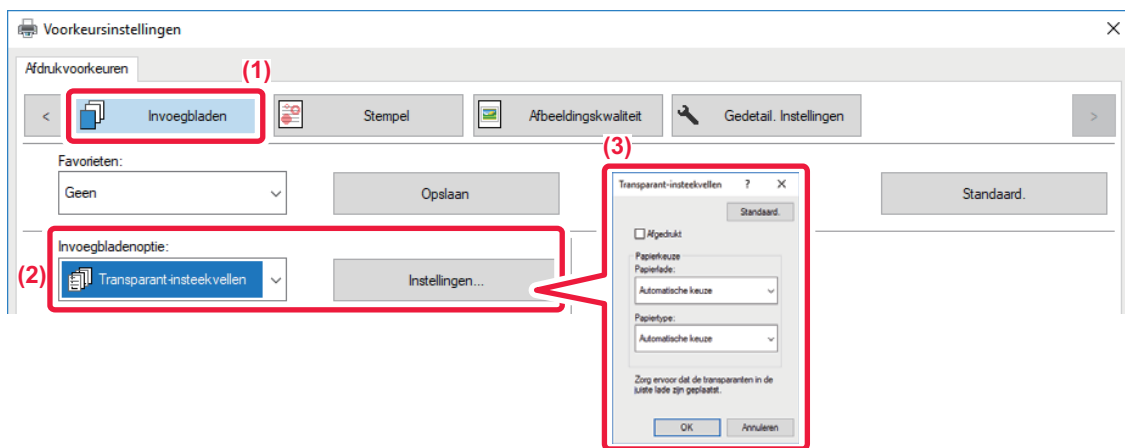 Voorkeursinstellingen
Afdrukvoorkeuren
(1)
< Invoegbladen Stempel Afbeeldingskwaliteit Gedetail. Instellingen >
Favorieten:
Geen Opslaan Standaard.
Invoegbladenoptie:
(2) Transparant-insteekvellen Instellingen...
(3)
Transparant-insteekvellen ? X
Standaard.
Afgedrukt
Papierkeuze
Papierlade:
Automatische keuze
Papiertype:
Automatische keuze
Zorg ervoor dat de transparanten in de
juiste lade zijn geplaatst.
OK Annuleren